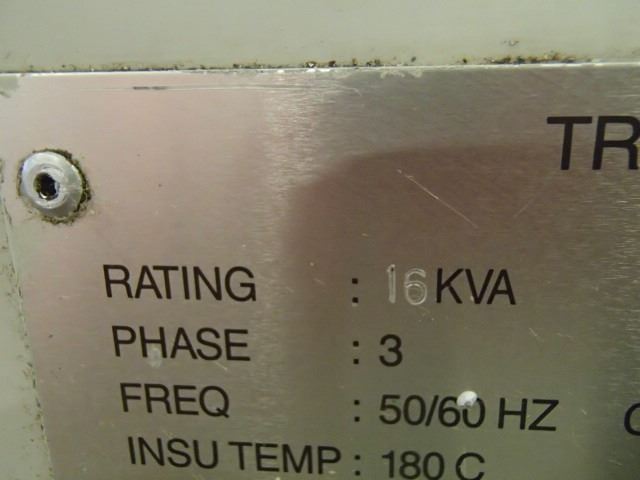 TR
RATING : 16 KVA
PHASE : 3
FREQ : 50/60 HZ
INSU TEMP : 180 C